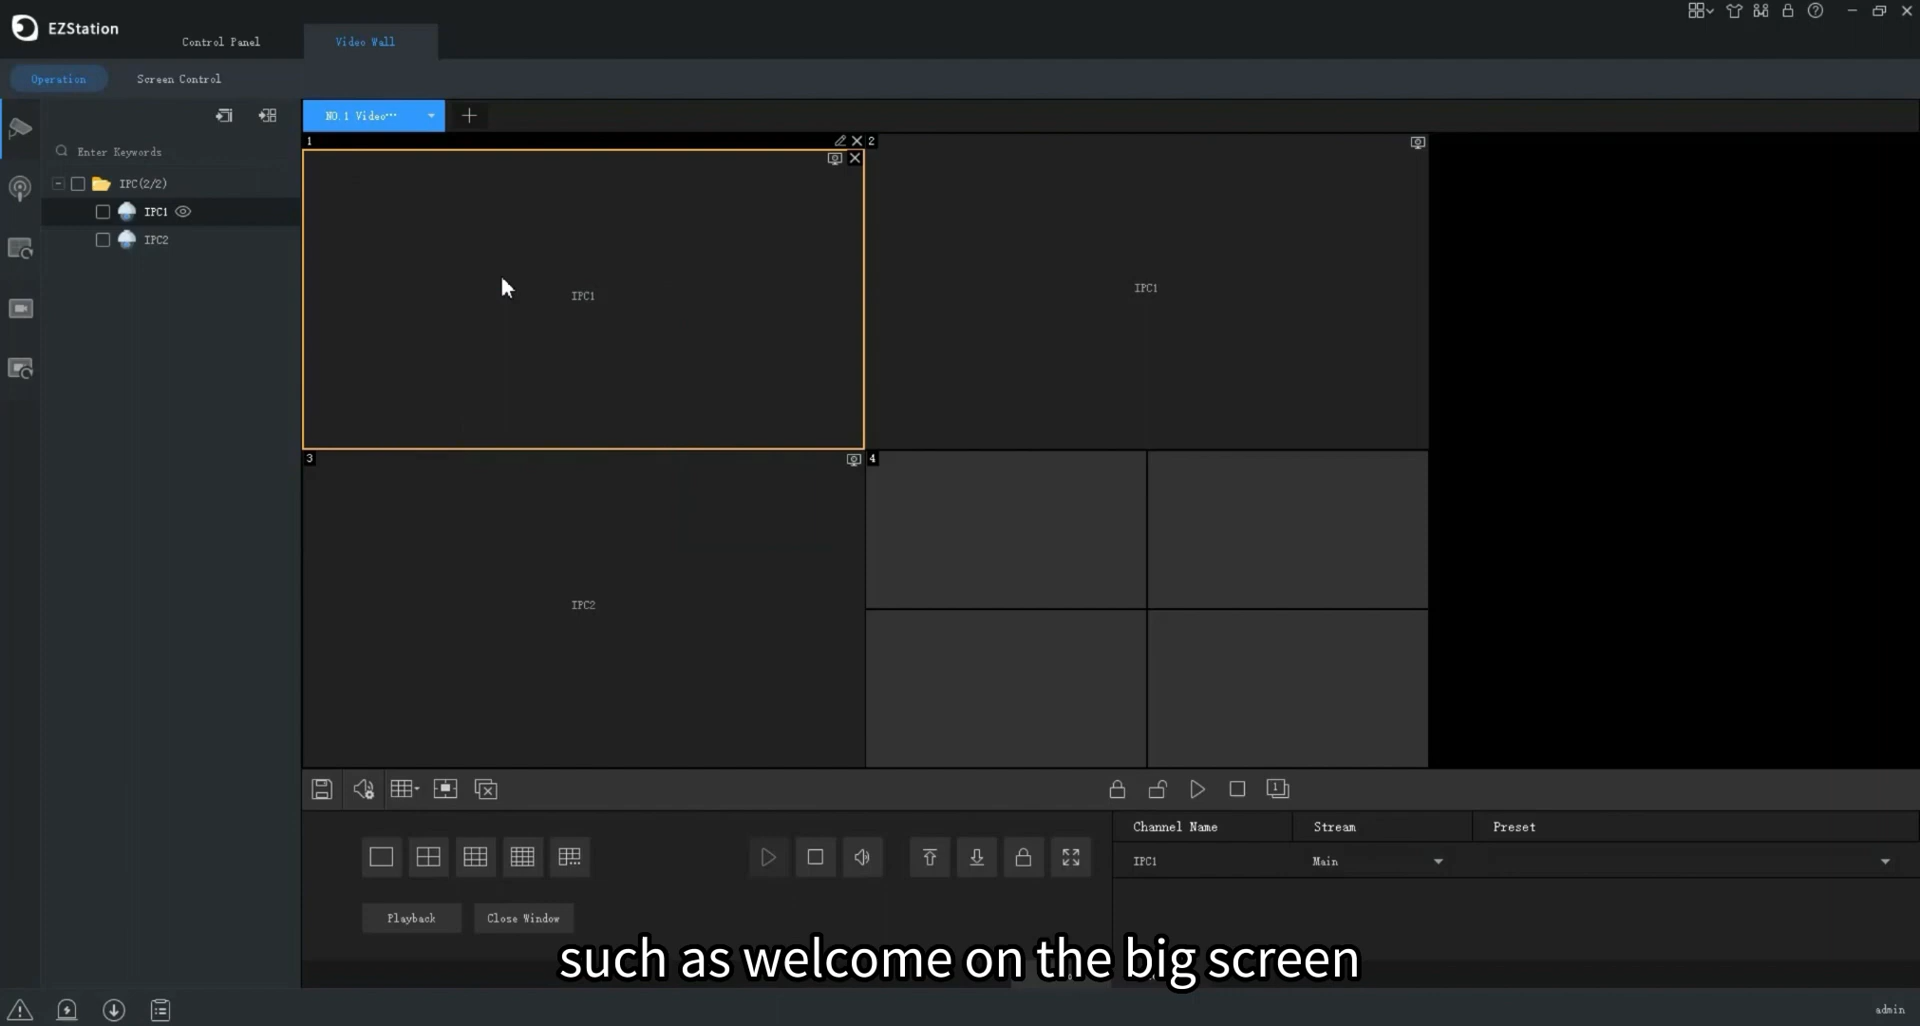 EZStation
Control Panel
Video Wall
Operation
Screen Control
NO.1 Video···
Enter Keywords
IPC(2/2)
IPC1
IPC2
1
2
IPC1
IPC1
3
4
IPC2
Channel Name
Stream
Preset
IPC1
Main
Playback
Close Window
such as welcome on the big screen
admin